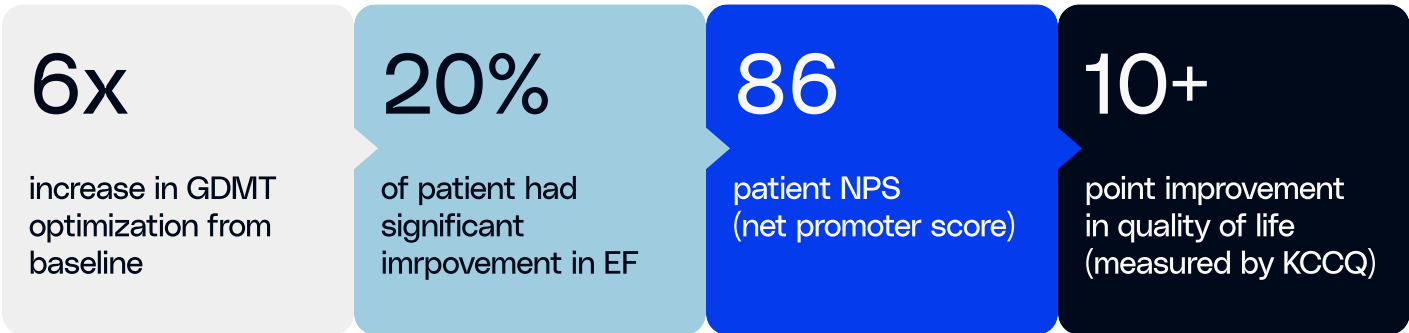 6x
increase in GDMT
optimization from
baseline
20%
of patient had
significant
imrpovement in EF
86
patient NPS
(net promoter score)
10+
point improvement
in quality of life
(measured by KCCQ)